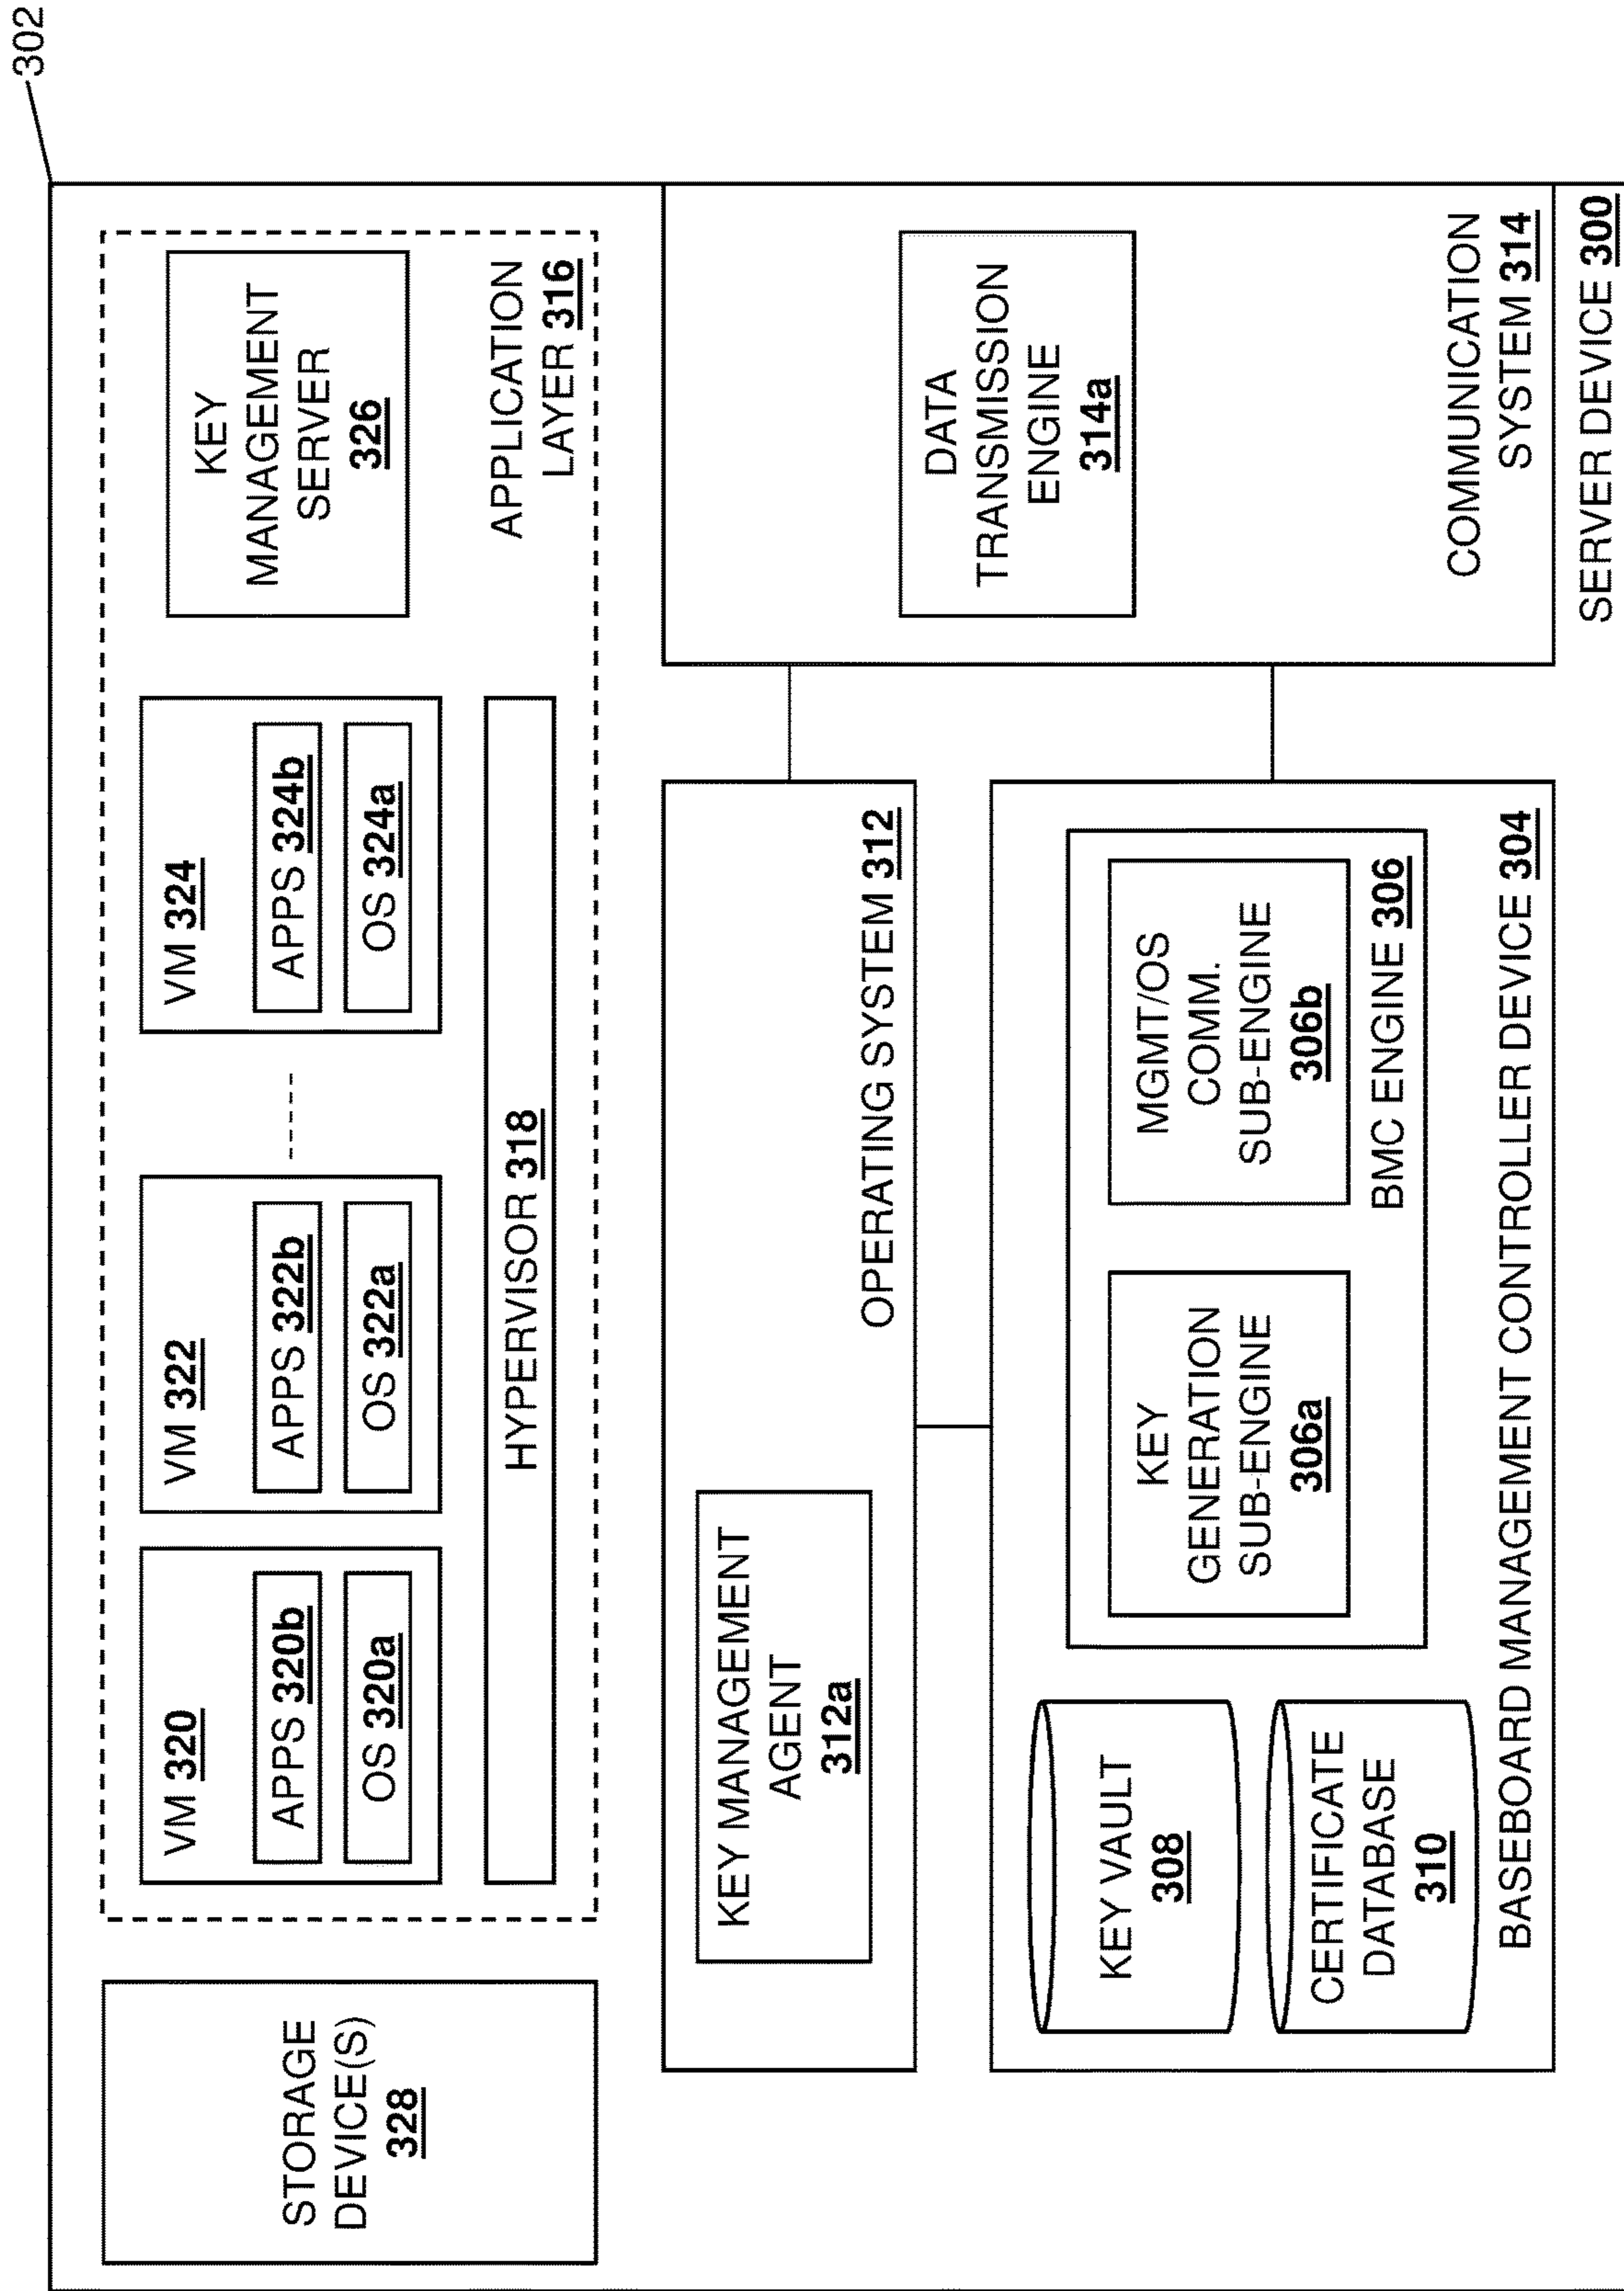 302
STORAGE
DEVICE(S)
328
VM 320
APPS 320b
OS 320a
VM 322
APPS 322b
OS 322a
VM 324
APPS 324b
OS 324a
HYPERVISOR 318
KEY
MANAGEMENT
SERVER
326
APPLICATION
LAYER 316
KEY MANAGEMENT
AGENT
312a
OPERATING SYSTEM 312
KEY VAULT
308
CERTIFICATE
DATABASE
310
KEY
GENERATION
SUB-ENGINE
306a
MGMT/OS
COMM.
SUB-ENGINE
306b
BMC ENGINE 306
BASEBOARD MANAGEMENT CONTROLLER DEVICE 304
DATA
TRANSMISSION
ENGINE
314a
COMMUNICATION
SYSTEM 314
SERVER DEVICE 300